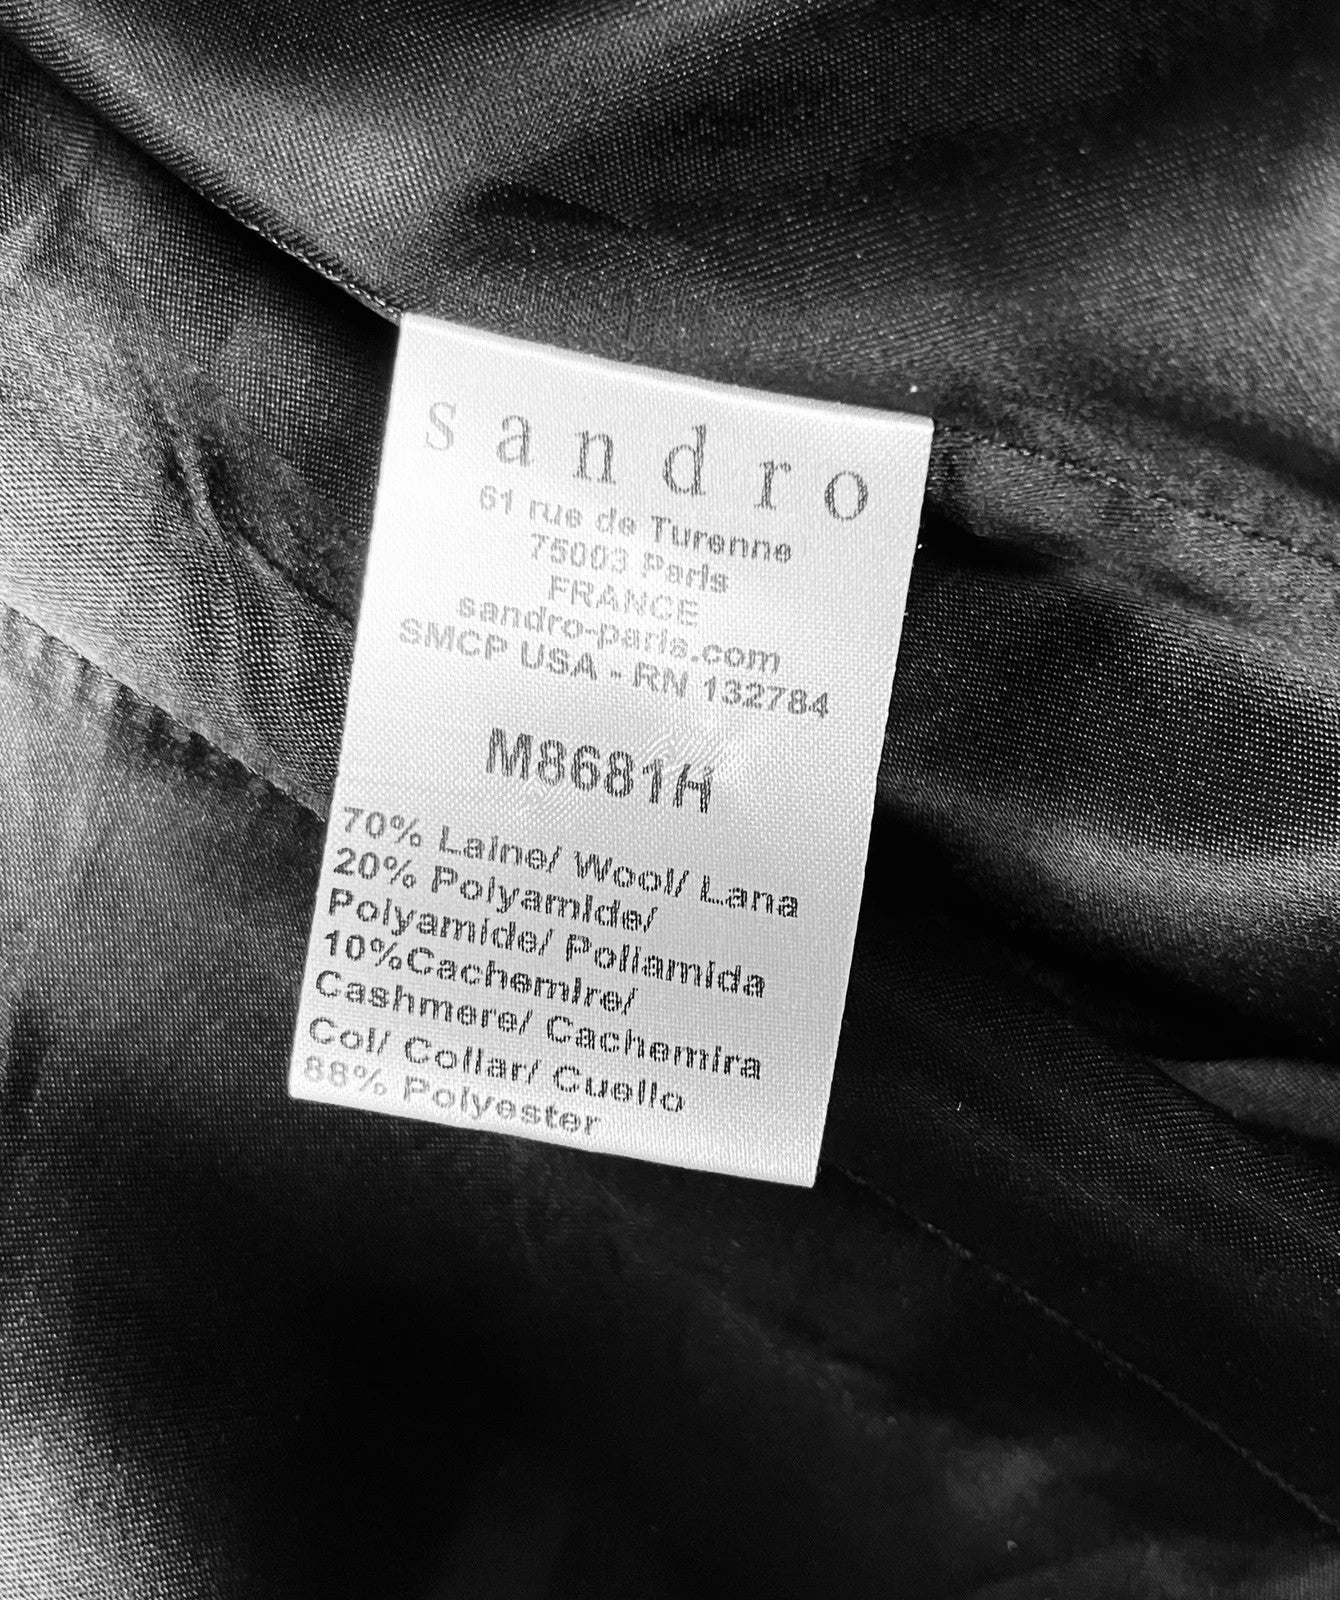 sandro
61 rue de Turenne
75003 Paris
FRANCE
sandro-paris.com
SMCP USA - RN 132784
M8681H
70% Laine/ Wool/ Lana
20% Polyamide/
Polyamide/ Poliamida
10%Cachemire/
Cashmere/ Cachemira
Col/ Collar/ Cuello
88% Polyester